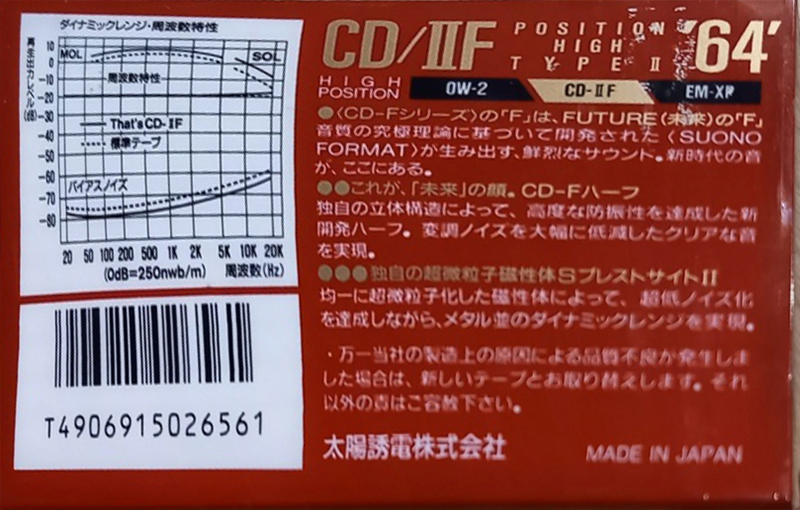 ダイナミックレンジ・周波数特性
再生出力レベル(dB)
MOL
SOL
周波数特性
That'sCD-IIF
標準テープ
バイアスノイズ
0
-10
-20
-30
-40
-50
-60
-70
-80
20 50 100 200 500 1K 2K 5K 10K 20K
(0dB=250nwb/m) 周波数(Hz)
T4906915026561
CD/IIF POSITION HIGH TYPE II 64'
HIGH POSITION OW-2 CD-IIF EM-XP
●〈CD-Fシリーズ〉の「F」は、FUTURE(未来)の「F」
音質の究極理論に基づいて開発された〈SUONO
FORMAT〉が生み出す、鮮烈なサウンド。新時代の音
が、ここにある。
●●これが、「未来」の顔。CD-Fハーフ
独自の立体構造によって、高度な防振性を達成した新
開発ハーフ。変調ノイズを大幅に低減したクリアな音
を実現。
●●●独自の超微粒子磁性体SブレストサイトII
均一に超微粒子化した磁性体によって、超低ノイズ化
を達成しながら、メタル並のダイナミックレンジを実現。
・万一当社の製造上の原因による品質不良が発生しま
した場合は、新しいテープとお取り替えします。それ
以外の責はご容赦下さい。
太陽誘電株式会社 MADE IN JAPAN